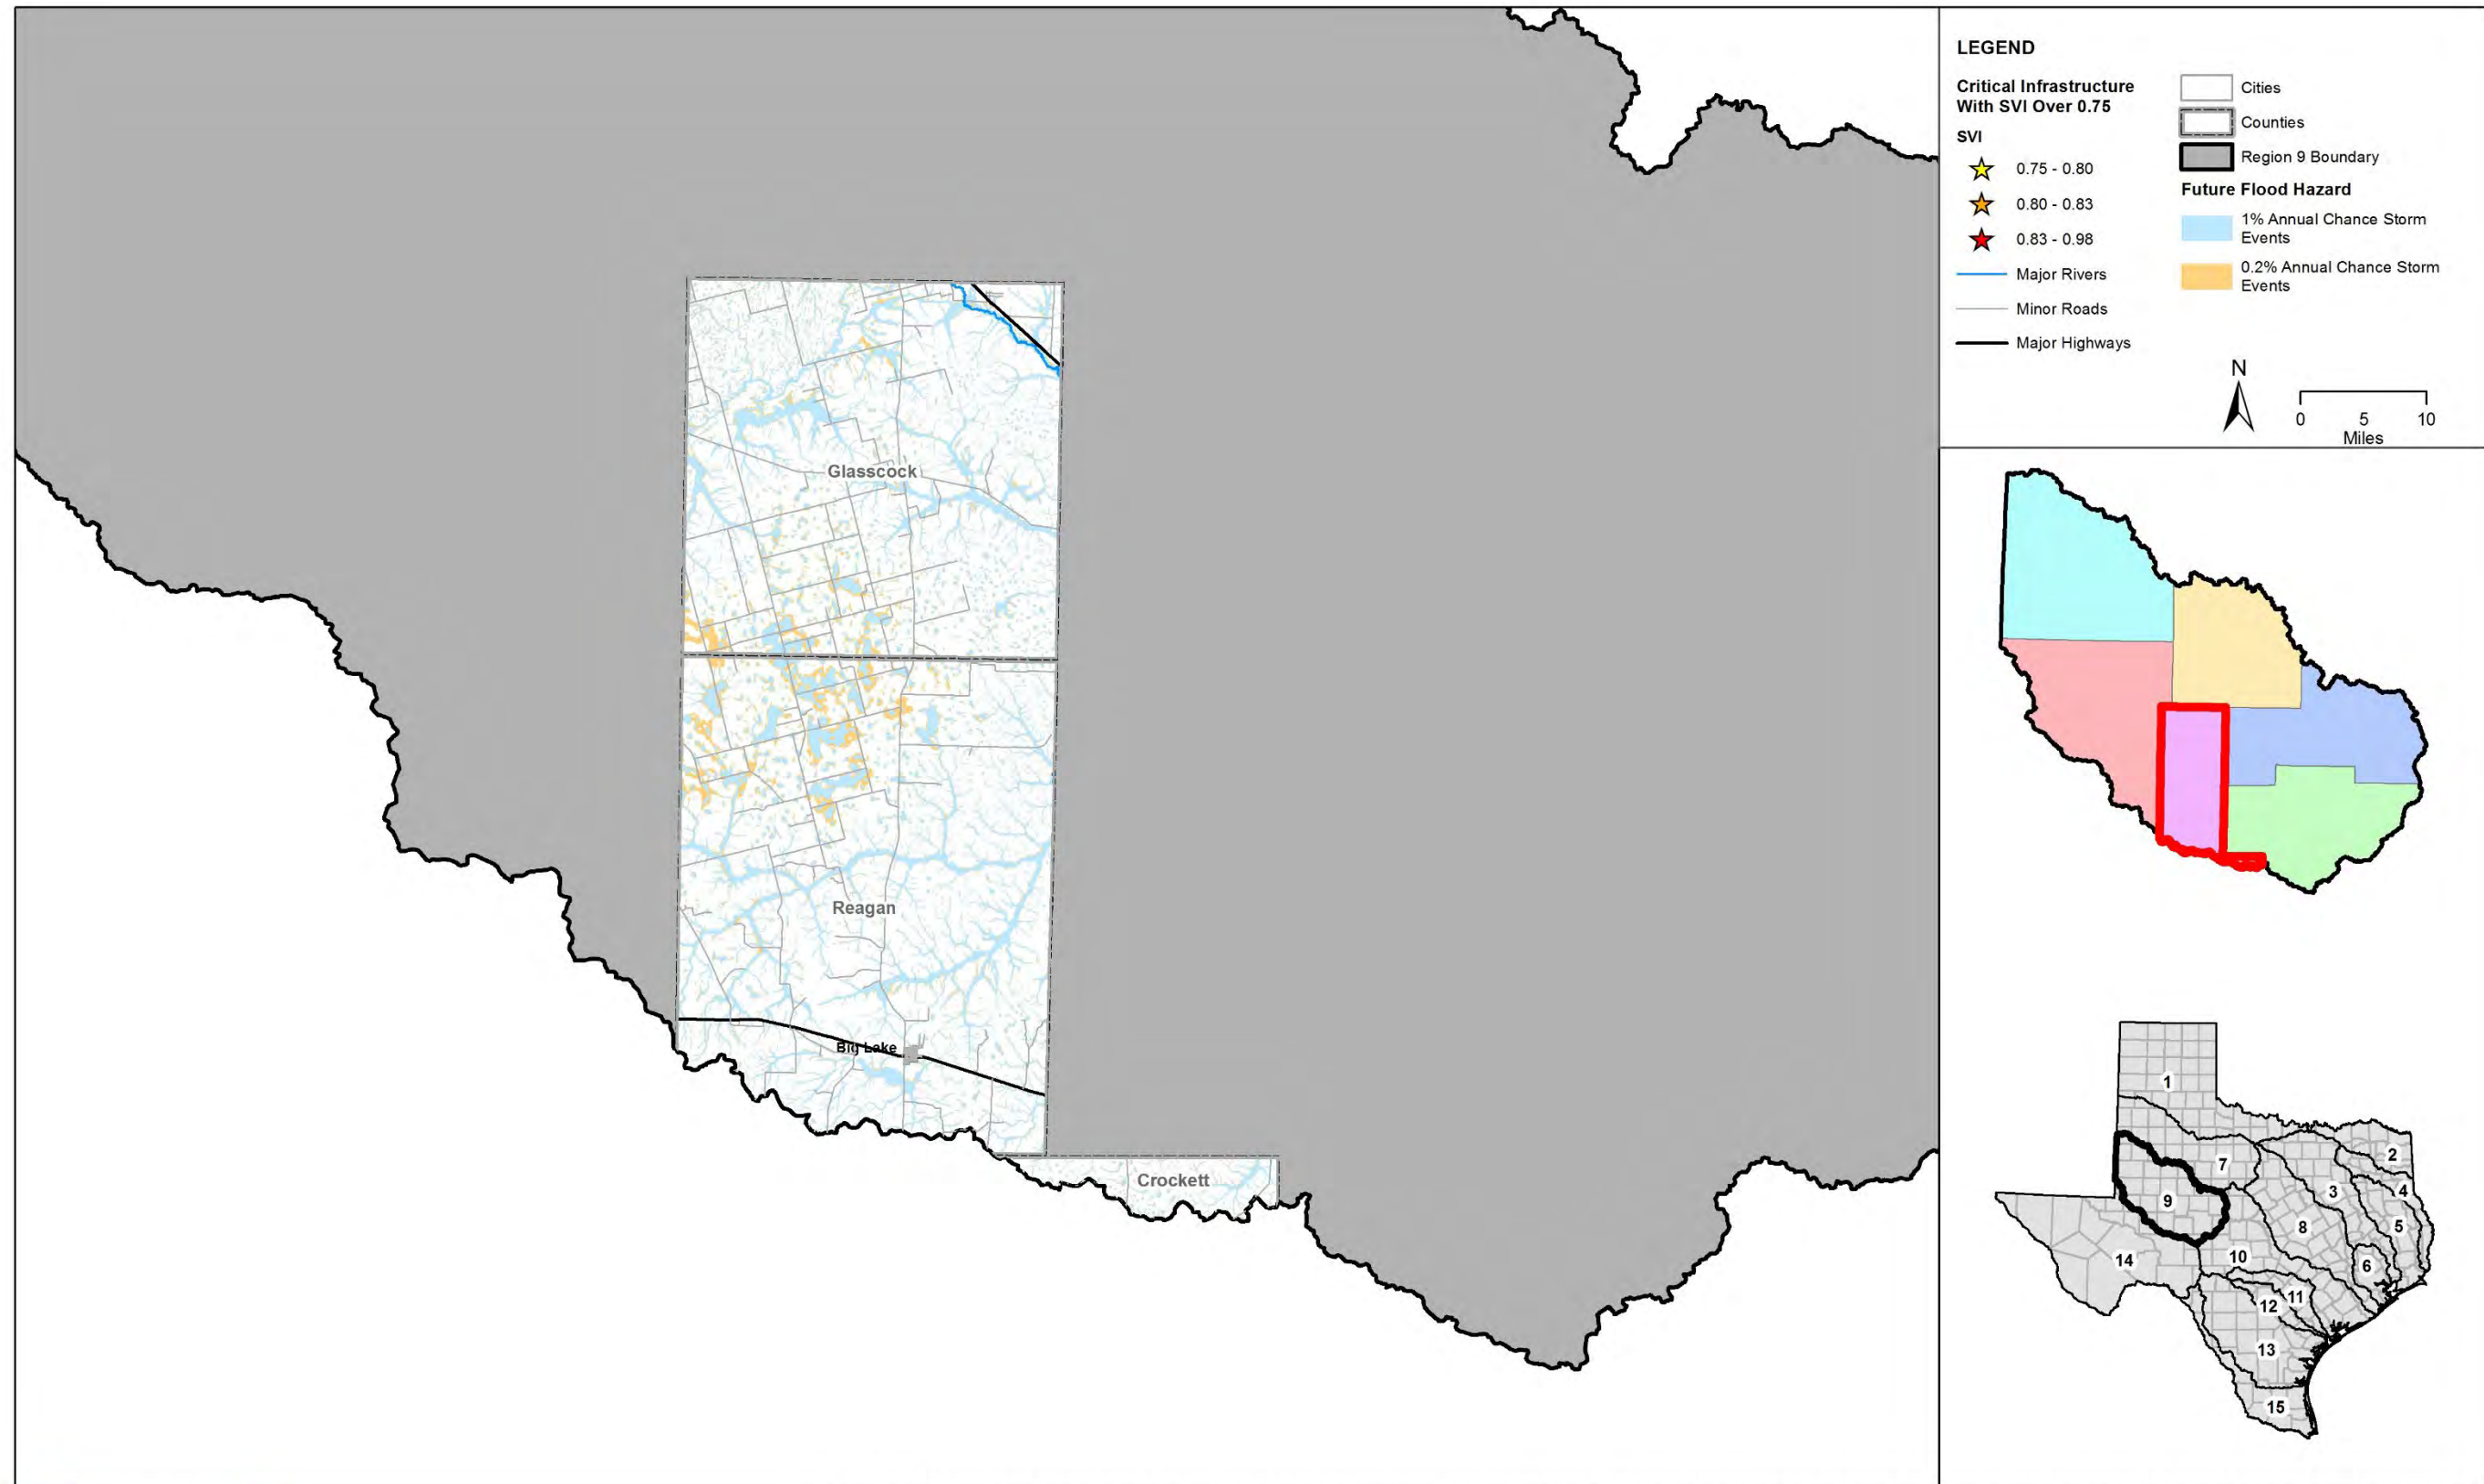 LEGEND
Critical Infrastructure
With SVI Over 0.75
SVI
0.75 - 0.80
0.80 - 0.83
0.83 - 0.98
Major Rivers
Minor Roads
Major Highways
Cities
Counties
Region 9 Boundary
Future Flood Hazard
1% Annual Chance Storm
Events
0.2% Annual Chance Storm
Events
N
0 5 10
Miles
Glasscock
Reagan
Big Lake
Crockett
1
2
7
3
4
9
8
5
10
14
6
11
12
13
15